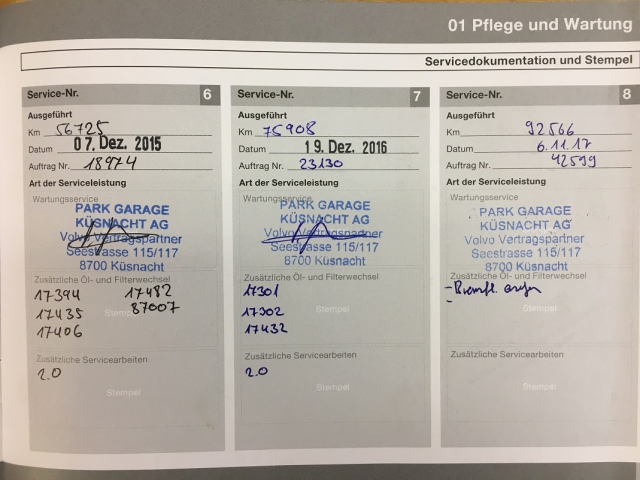 01 Pflege und Wartung
Servicedokumentation und Stempel
Service-Nr. 6
Ausgeführt
Km 56725
Datum 07. Dez. 2015
Auftrag Nr. 18974
Art der Serviceleistung
Wartungsservice
PARK GARAGE
KÜSNACHT AG
Volvo Vertragspartner
Seestrasse 115/117
8700 Küsnacht
Zusätzliche Öl- und Filterwechsel
17394 17482
17435 87007
Stempel
17406
Zusätzliche Servicearbeiten
2.0
Stempel
Service-Nr. 7
Ausgeführt
Km 75908
Datum 19. Dez. 2016
Auftrag Nr. 23130
Art der Serviceleistung
Wartungsservice
PARK GARAGE
KÜSNACHT AG
Volvo Vertragspartner
Seestrasse 115/117
8700 Küsnacht
Zusätzliche Öl- und Filterwechsel
17301
17302
Stempel
17432
Zusätzliche Servicearbeiten
2.0
Stempel
Service-Nr. 8
Ausgeführt
Km 92566
Datum 6.11.17
Auftrag Nr. 42599
Art der Serviceleistung
Wartungsservice
PARK GARAGE
KÜSNACHT AG
Volvo Vertragspartner
Seestrasse 115/117
8700 Küsnacht
Zusätzliche Öl- und Filterwechsel
Stempel
Zusätzliche Servicearbeiten
Stempel